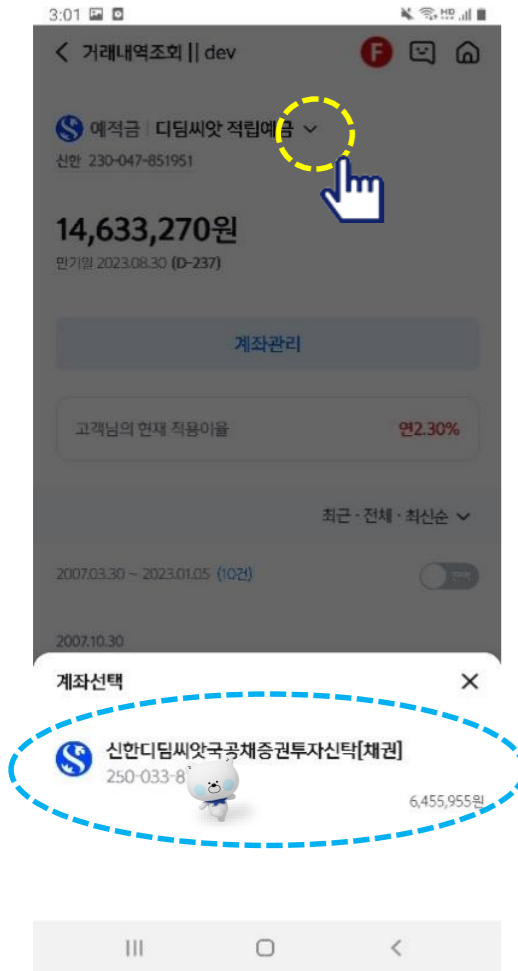 3:01
거래내역조회 || dev
F
예적금 | 디딤씨앗 적립예금
신한 230-047-851951
14,633,270원
만기일 2023.08.30 (D-237)
계좌관리
고객님의 현재 적용이율 연2.30%
최근 · 전체 · 최신순
2007.03.30 ~ 2023.01.05 (10건)
2007.10.30
계좌선택
신한디딤씨앗국공채증권투자신탁[채권]
250-033-8
6,455,955원